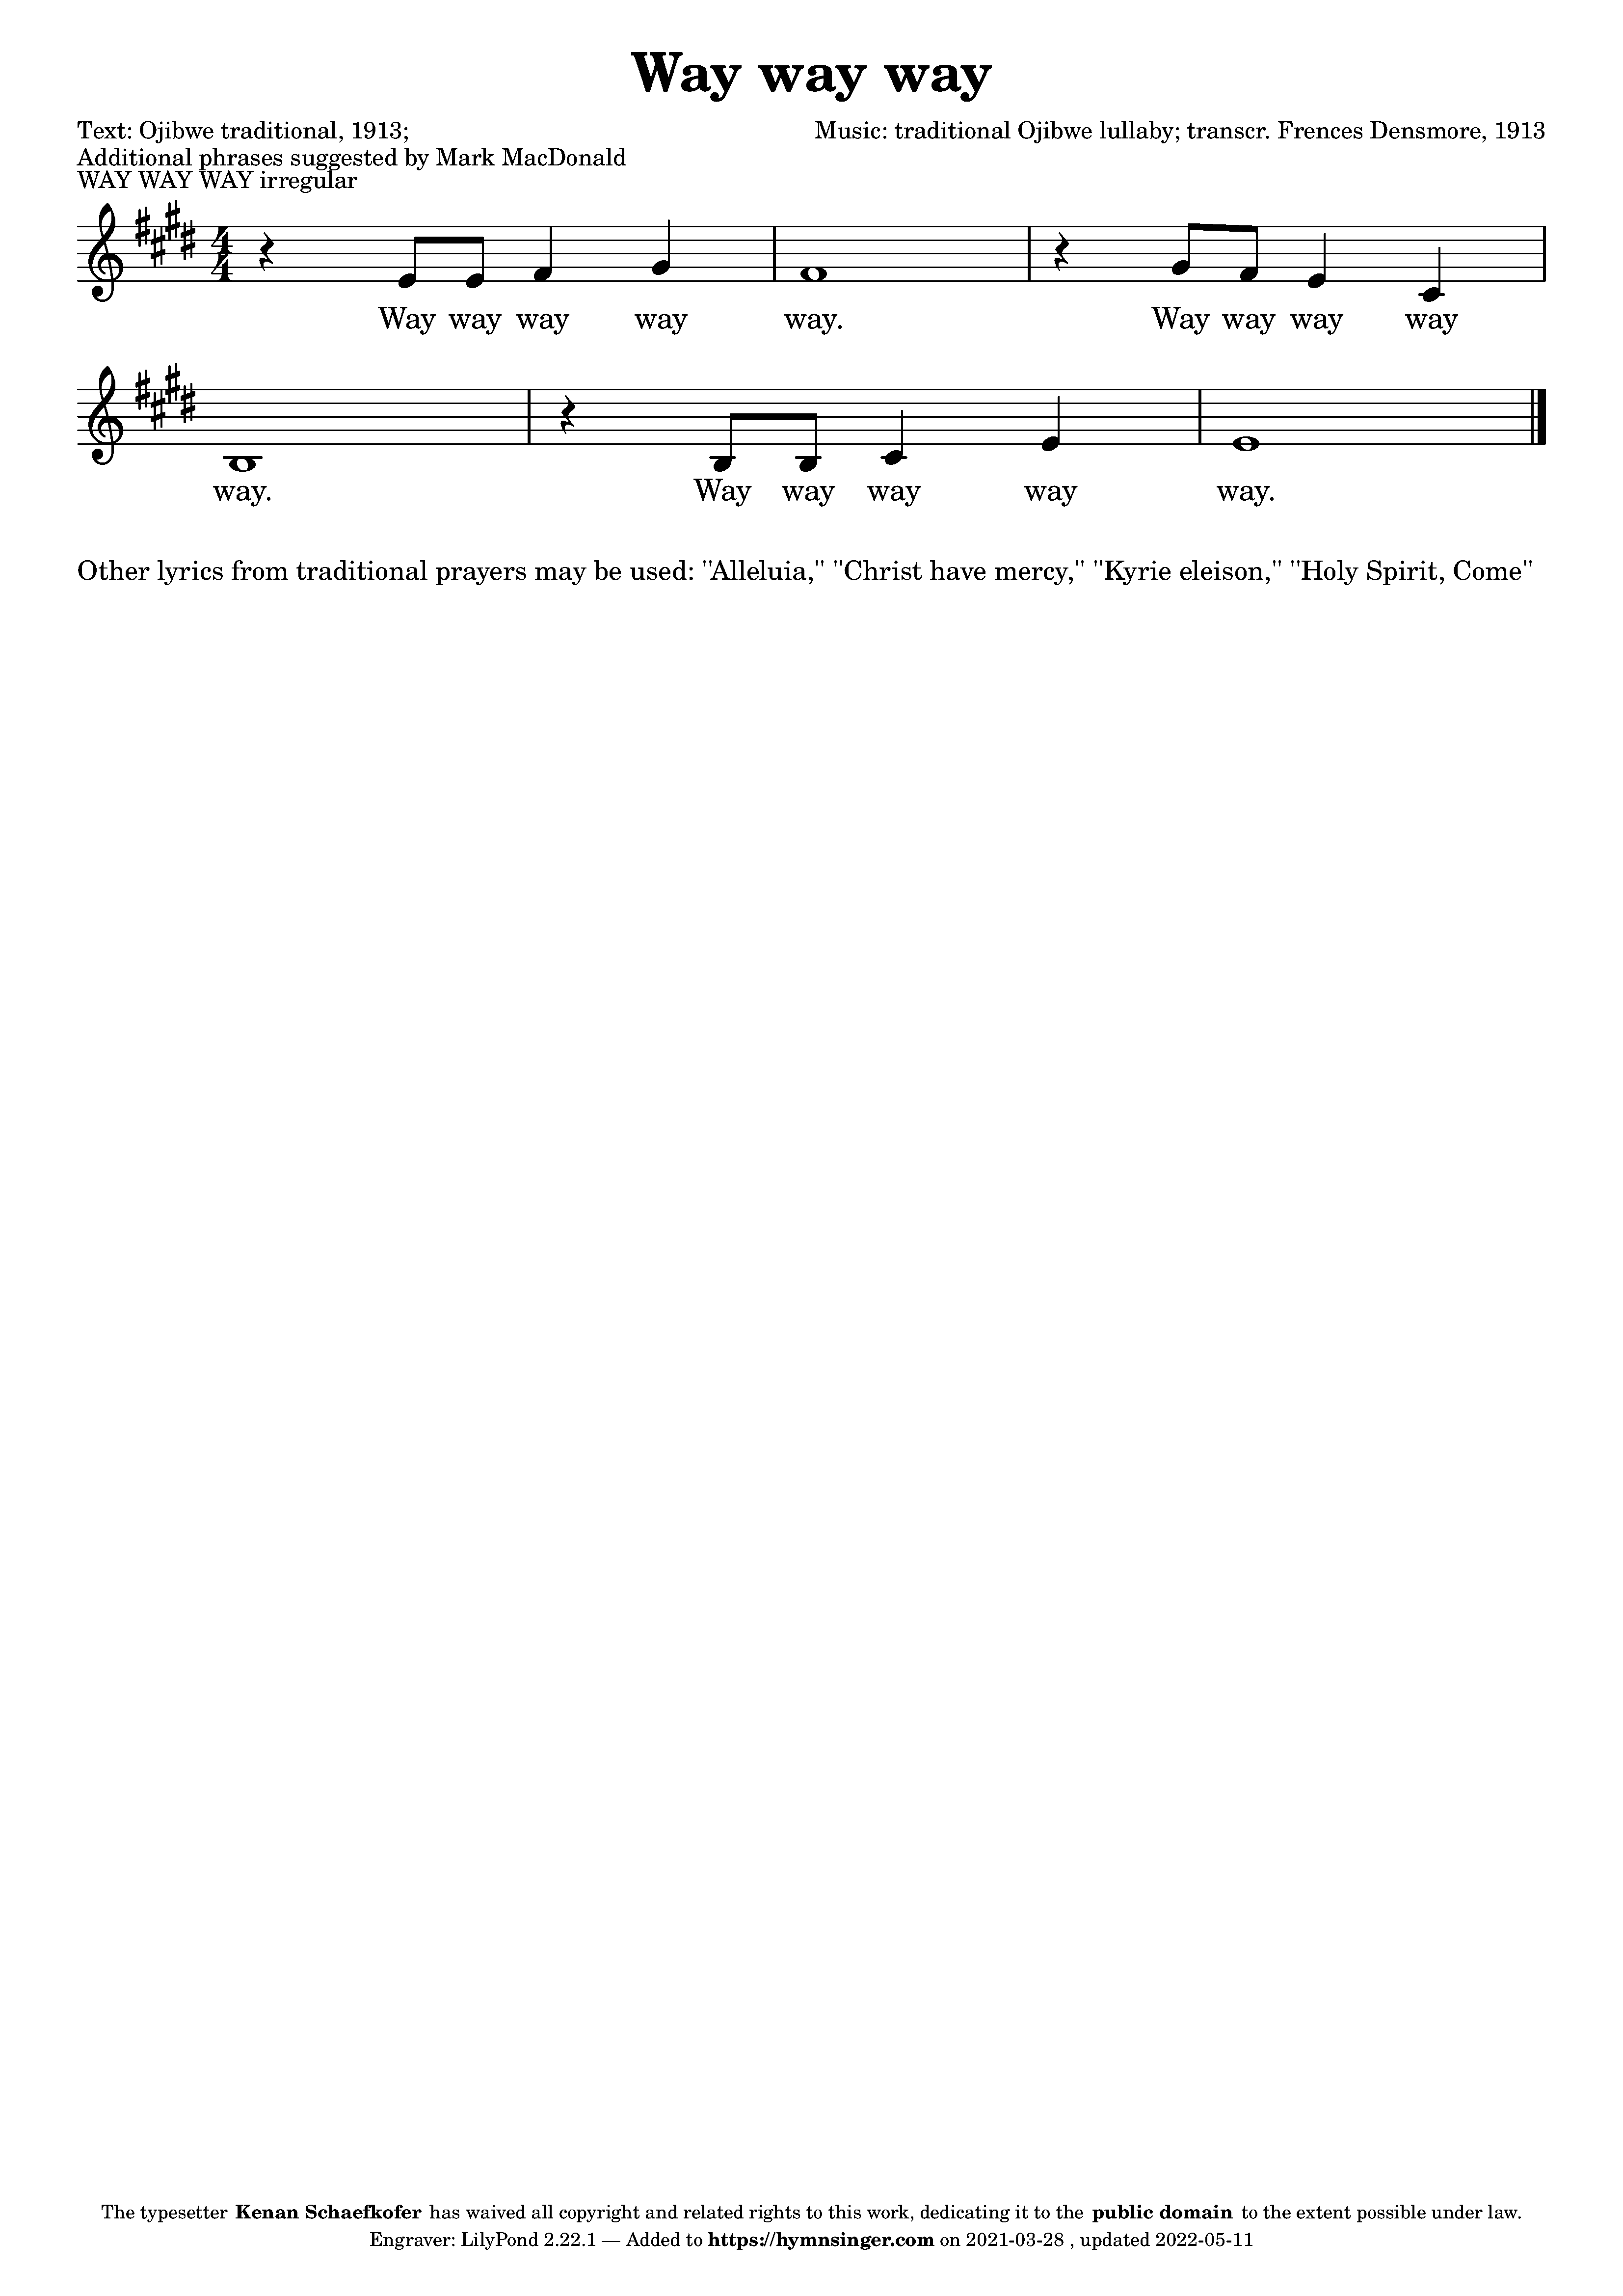 Way way way
Text: Ojibwe traditional, 1913;
Music: traditional Ojibwe lullaby; transcr. Frences Densmore, 1913
Additional phrases suggested by Mark MacDonald
WAY WAY WAY irregular
4
4
Way way way way way. Way way way way
way. Way way way way way.
Other lyrics from traditional prayers may be used: "Alleluia," "Christ have mercy," "Kyrie eleison," "Holy Spirit, Come"
The typesetter Kenan Schaefkofer has waived all copyright and related rights to this work, dedicating it to the public domain to the extent possible under law.
Engraver: LilyPond 2.22.1 — Added to https://hymnsinger.com on 2021-03-28 , updated 2022-05-11